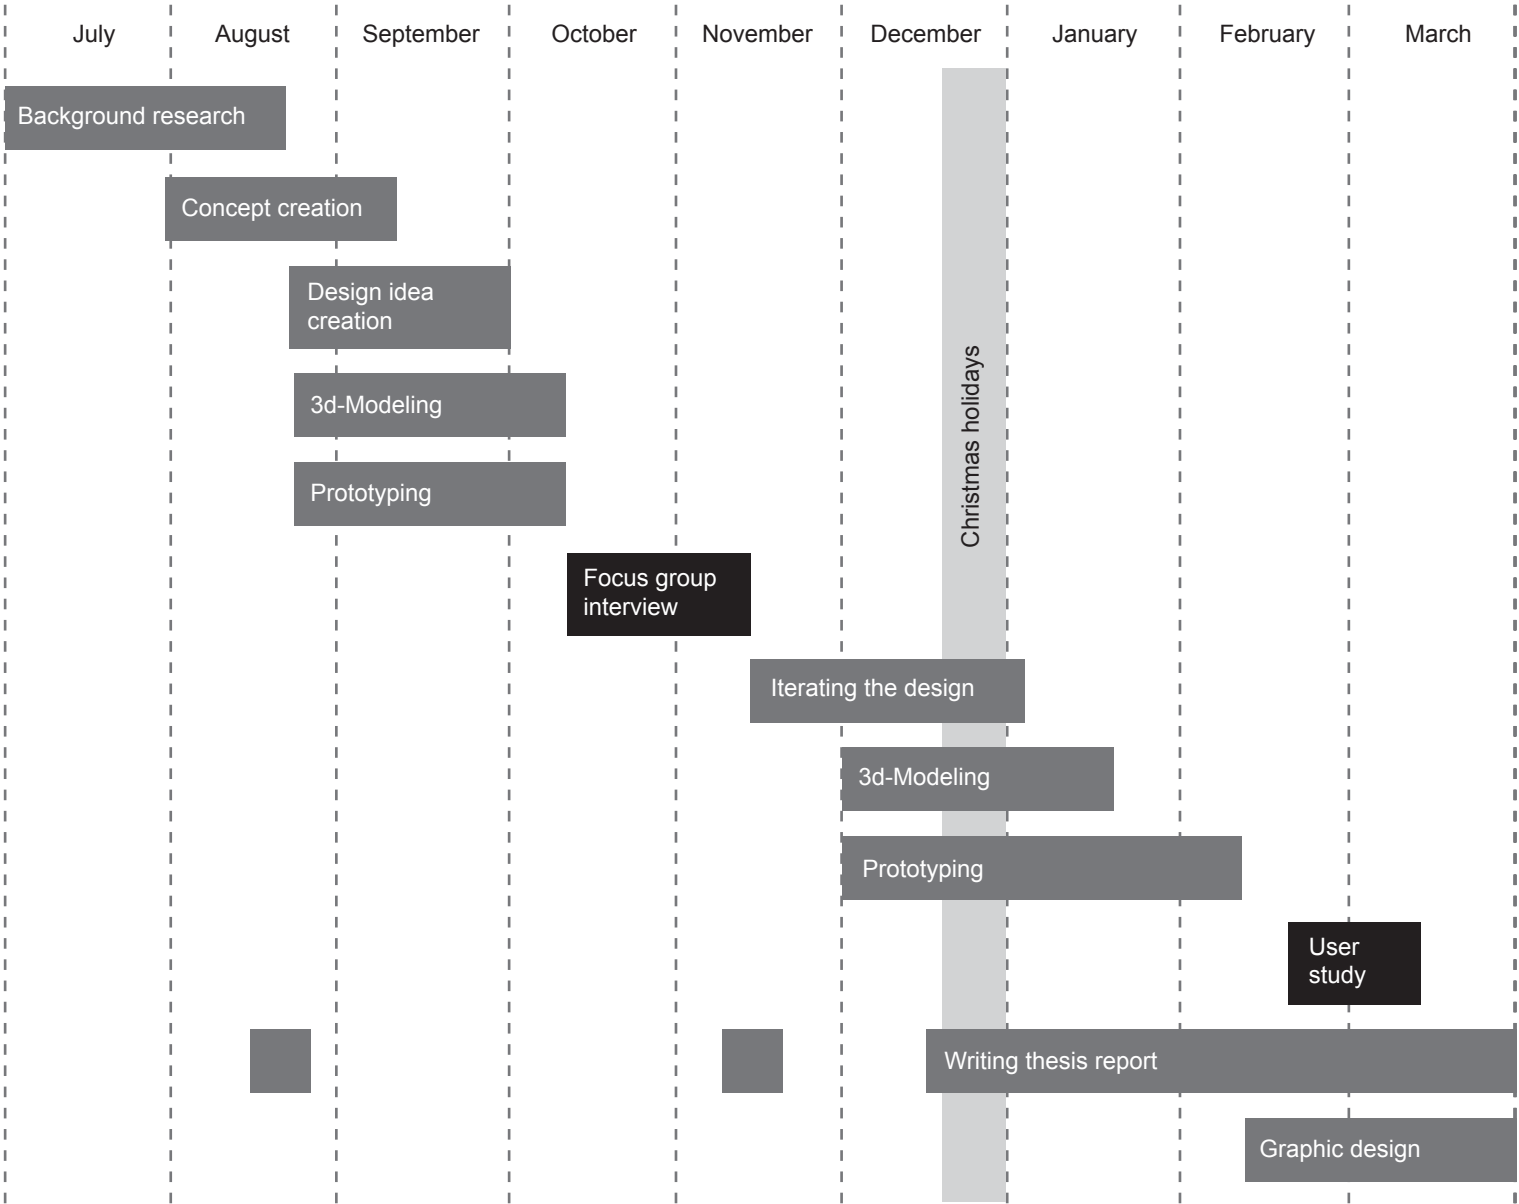 July August September October November December January February March
Background research
Concept creation
Design idea
creation
3d-Modeling
Prototyping
Christmas holidays
Focus group
interview
Iterating the design
3d-Modeling
Prototyping
User
study
Writing thesis report
Graphic design